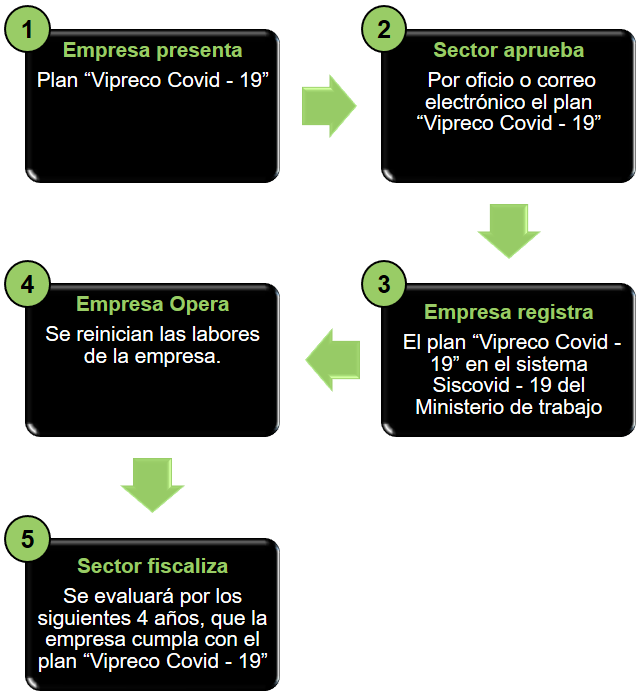 1
Empresa presenta
Plan “Vipreco Covid - 19”
2
Sector aprueba
Por oficio o correo
electrónico el plan
“Vipreco Covid - 19”
3
Empresa registra
El plan “Vipreco Covid -
19” en el sistema
Siscovid - 19 del
Ministerio de trabajo
4
Empresa Opera
Se reinician las labores
de la empresa.
5
Sector fiscaliza
Se evaluará por los
siguientes 4 años, que la
empresa cumpla con el
plan “Vipreco Covid - 19”